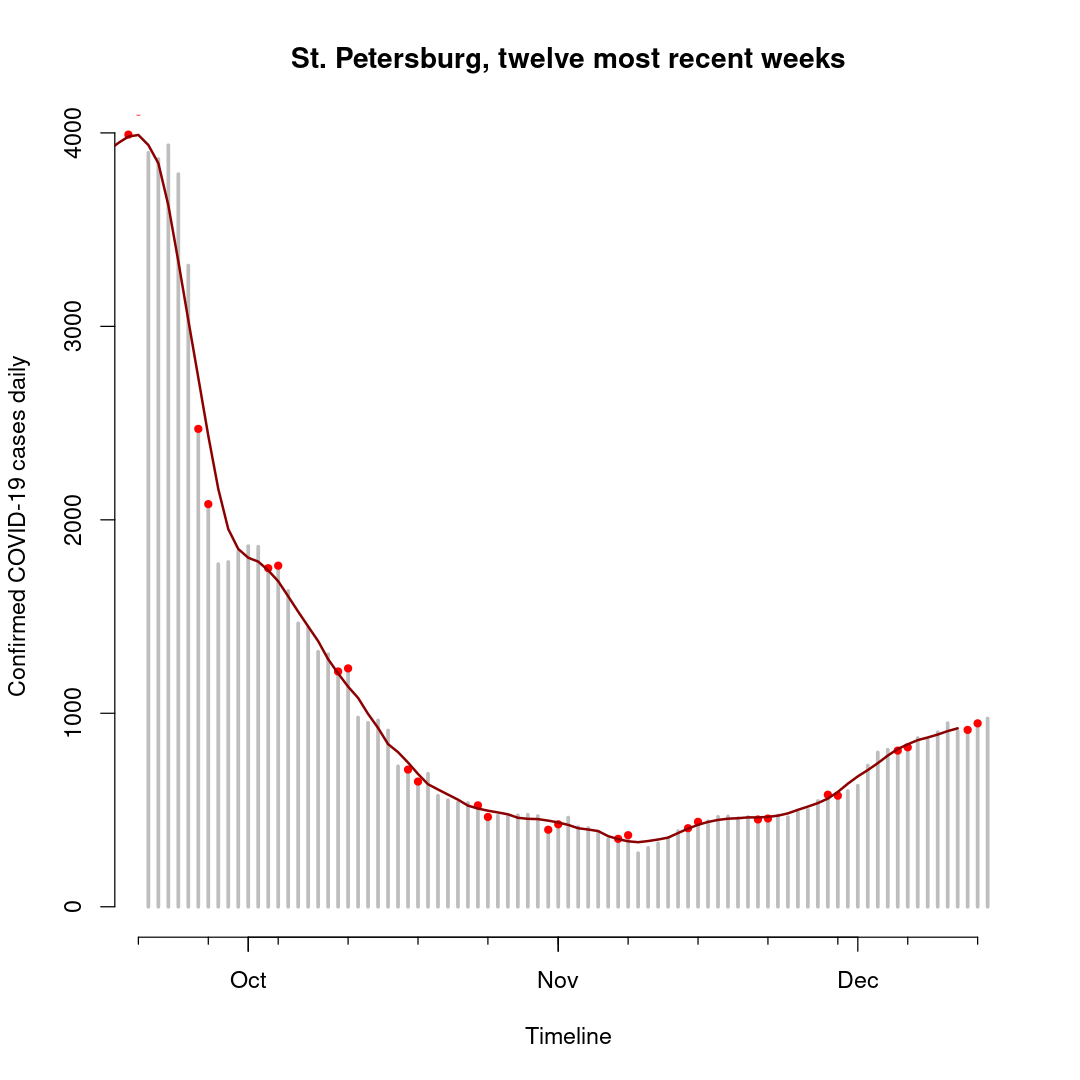 St. Petersburg, twelve most recent weeks
Confirmed COVID-19 cases daily
4000
3000
2000
1000
0
Oct
Nov
Dec
Timeline